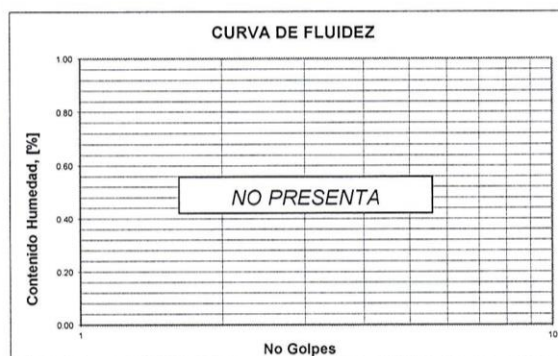 CURVA DE FLUIDEZ
Contenido Humedad, [%]
1.00
0.80
0.60
0.40
0.20
0.00
NO PRESENTA
1
10
No Golpes